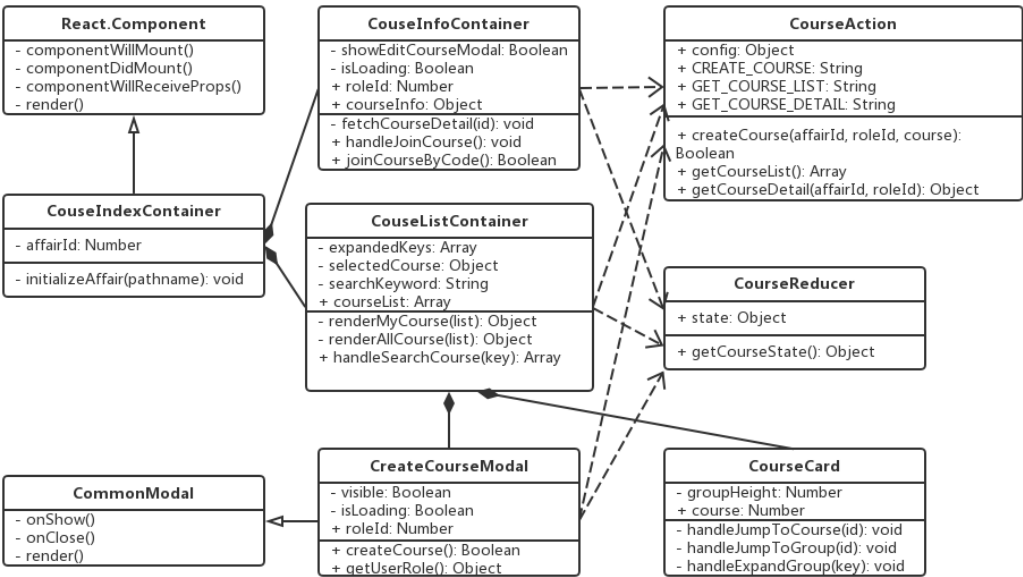 React.Component
- componentWillMount()
- componentDidMount()
- componentWillReceiveProps()
- render()
CouseInfoContainer
- showEditCourseModal: Boolean
- isLoading: Boolean
+ roleId: Number
+ courseInfo: Object
- fetchCourseDetail(id): void
+ handleJoinCourse(): void
+ joinCourseByCode(): Boolean
CourseAction
+ config: Object
+ CREATE_COURSE: String
+ GET_COURSE_LIST: String
+ GET_COURSE_DETAIL: String
+ createCourse(affairId, roleId, course):
Boolean
+ getCourseList(): Array
+ getCourseDetail(affairId, roleId): Object
CouseIndexContainer
- affairId: Number
- initializeAffair(pathname): void
CouseListContainer
- expandedKeys: Array
- selectedCourse: Object
- searchKeyword: String
+ courseList: Array
- renderMyCourse(list): Object
- renderAllCourse(list): Object
+ handleSearchCourse(key): Array
CourseReducer
+ state: Object
+ getCourseState(): Object
CommonModal
- onShow()
- onClose()
- render()
CreateCourseModal
- visible: Boolean
- isLoading: Boolean
+ roleId: Number
+ createCourse(): Boolean
+ getUserRole(): Object
CourseCard
- groupHeight: Number
+ course: Number
- handleJumpToCourse(id): void
- handleJumpToGroup(id): void
- handleExpandGroup(key): void